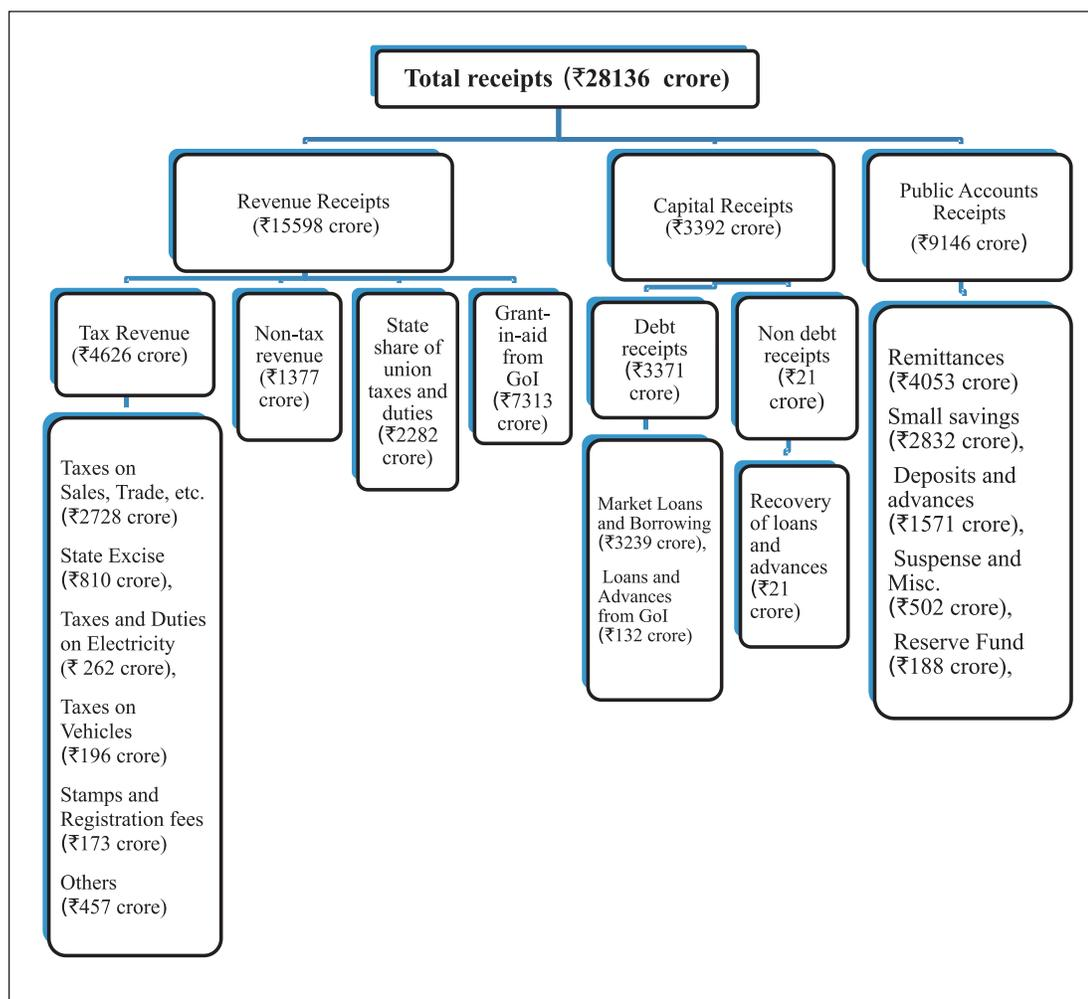 Total receipts (₹28136 crore)
Revenue Receipts
(₹15598 crore)
Capital Receipts
(₹3392 crore)
Public Accounts
Receipts
(₹9146 crore)
Tax Revenue
(₹4626 crore)
Non-tax
revenue
(₹1377
crore)
State
share of
union
taxes and
duties
(₹2282
crore)
Grant-
in-aid
from
GoI
(₹7313
crore)
Debt
receipts
(₹3371
crore)
Non debt
receipts
(₹21
crore)
Taxes on
Sales, Trade, etc.
(₹2728 crore)
State Excise
(₹810 crore),
Taxes and Duties
on Electricity
(₹ 262 crore),
Taxes on
Vehicles
(₹196 crore)
Stamps and
Registration fees
(₹173 crore)
Others
(₹457 crore)
Market Loans
and Borrowing
(₹3239 crore),
Loans and
Advances
from GoI
(₹132 crore)
Recovery
of loans
and
advances
(₹21
crore)
Remittances
(₹4053 crore)
Small savings
(₹2832 crore),
Deposits and
advances
(₹1571 crore),
Suspense and
Misc.
(₹502 crore),
Reserve Fund
(₹188 crore),